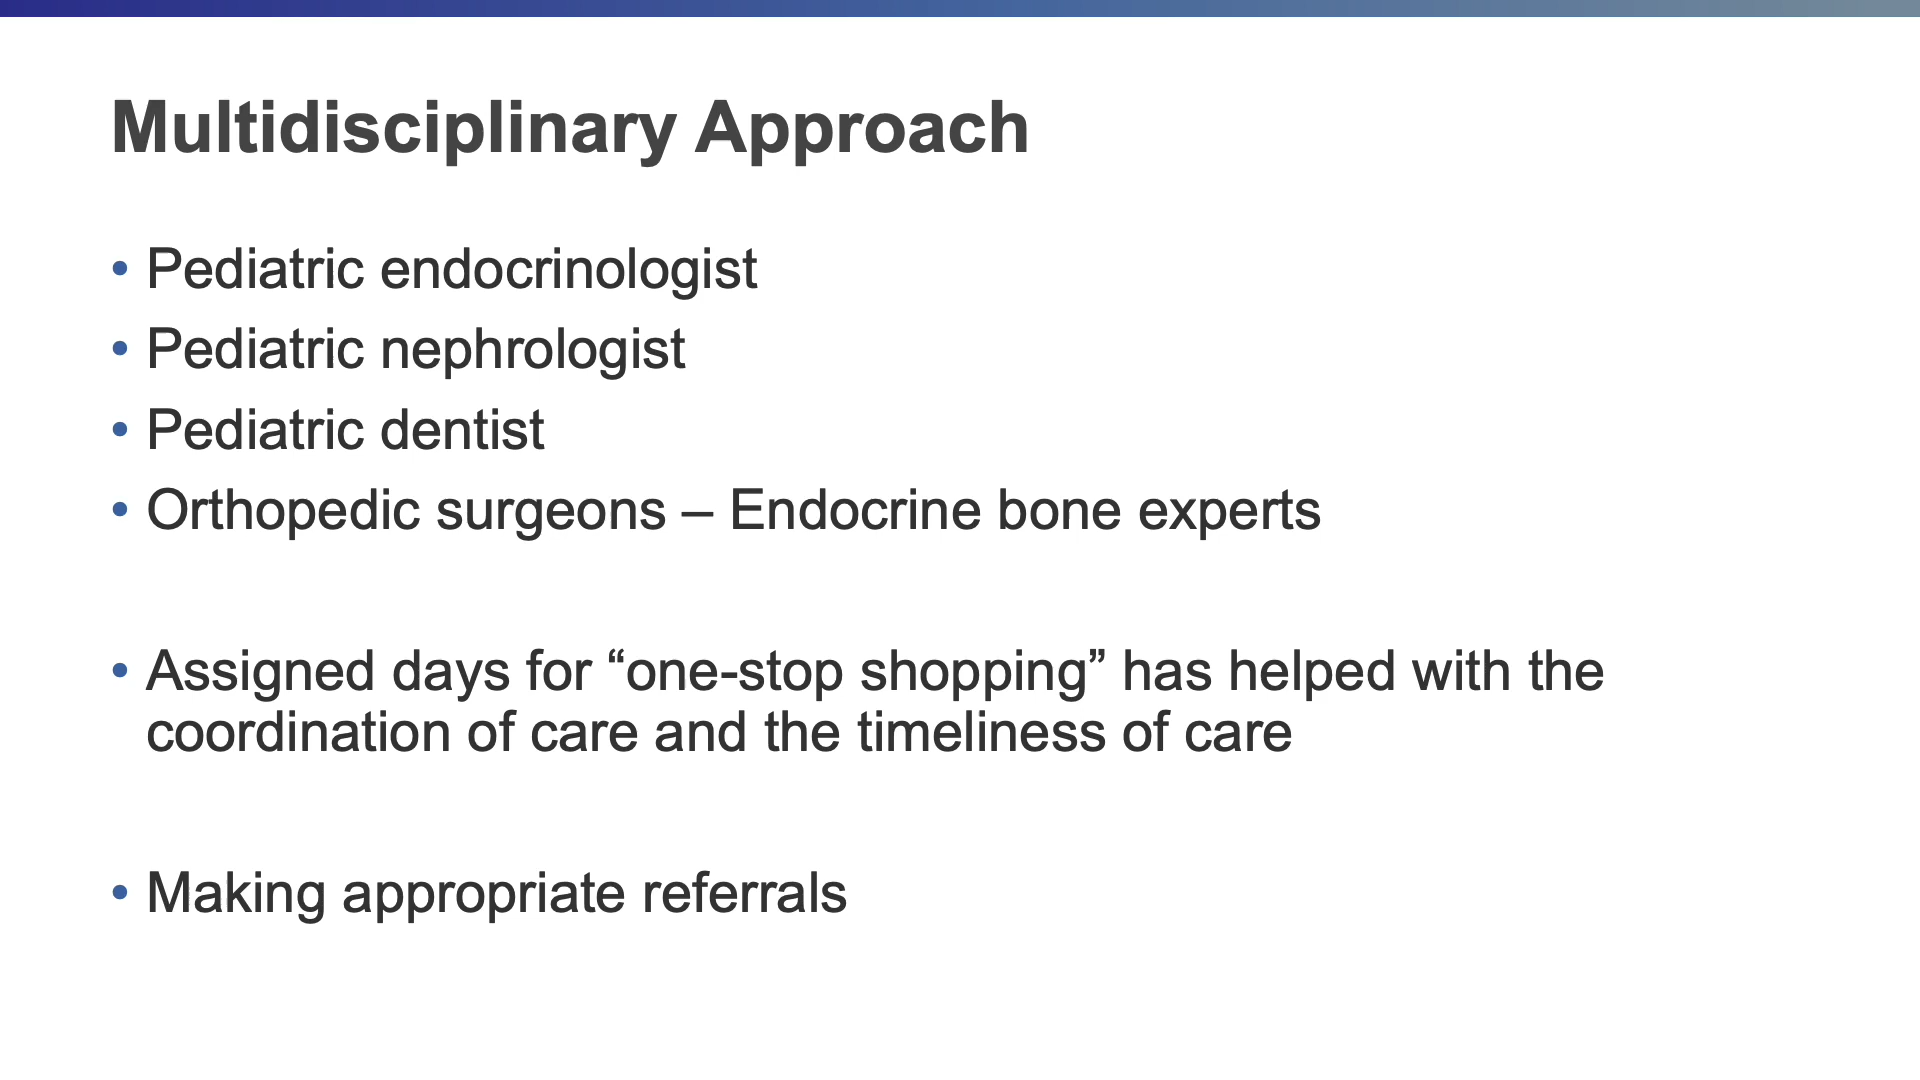 Multidisciplinary Approach
• Pediatric endocrinologist
• Pediatric nephrologist
• Pediatric dentist
• Orthopedic surgeons – Endocrine bone experts
• Assigned days for “one-stop shopping” has helped with the
coordination of care and the timeliness of care
• Making appropriate referrals